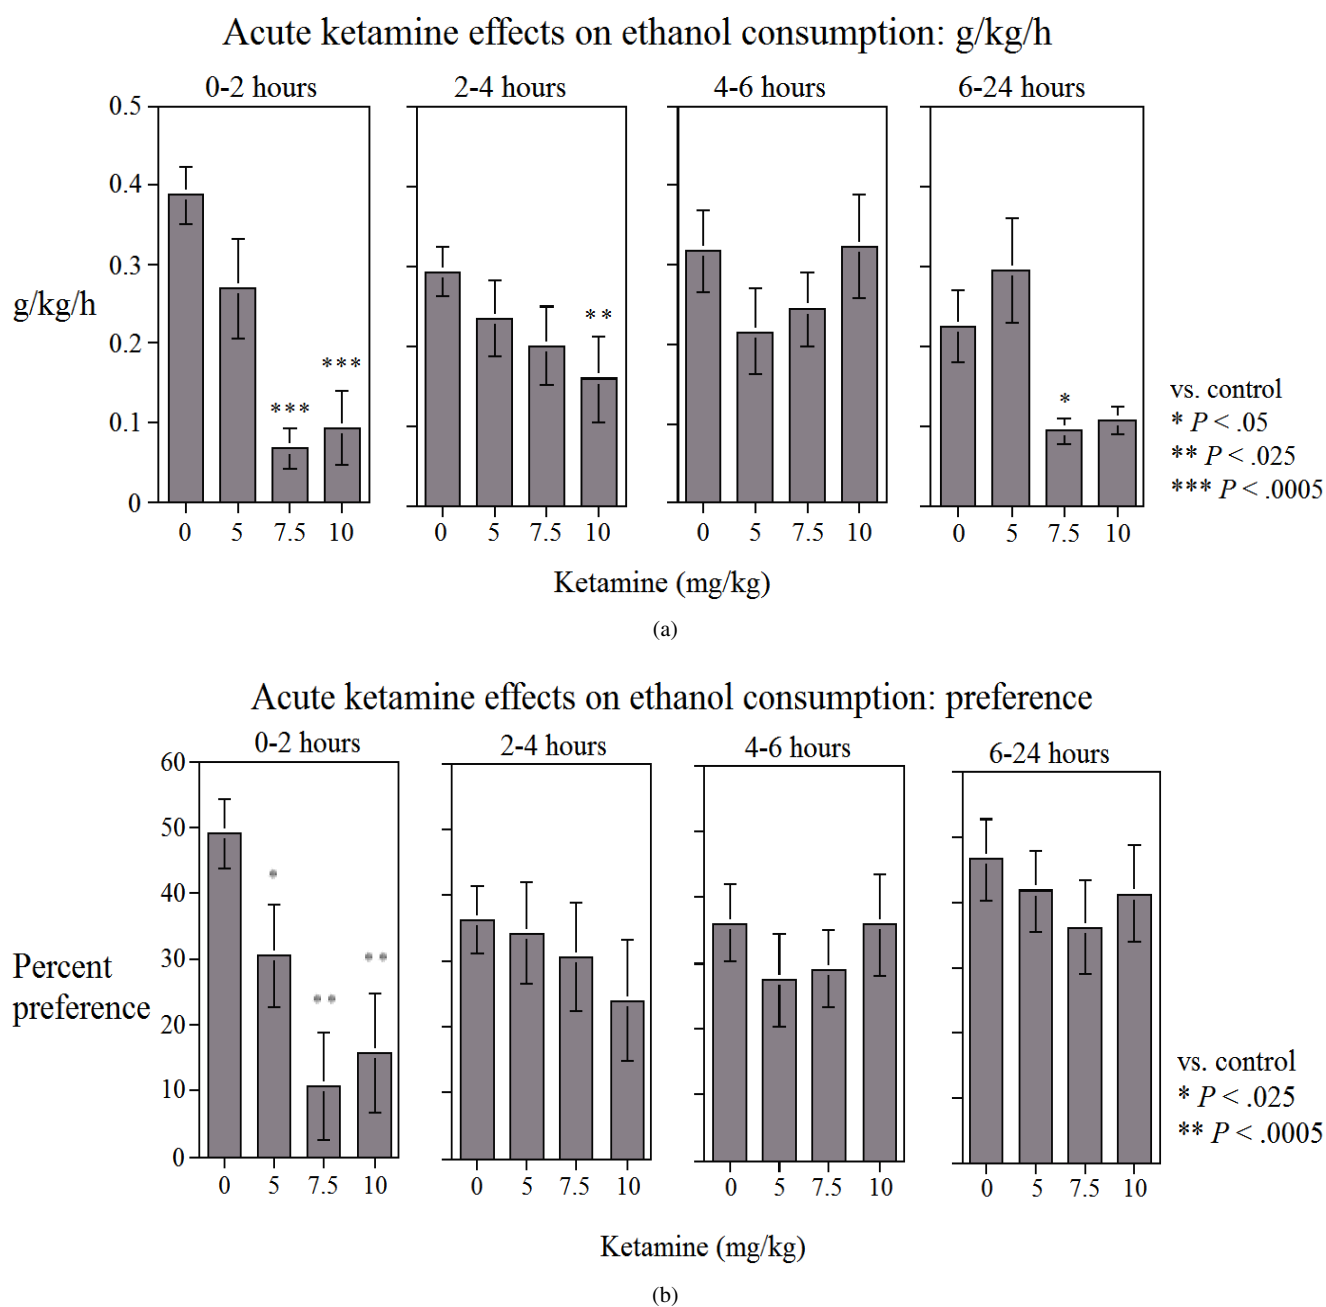 Acute ketamine effects on ethanol consumption: g/kg/h
0-2 hours 2-4 hours 4-6 hours 6-24 hours
0.5
0.4
0.3
g/kg/h
0.2
0.1
0
** 
***
***
*
vs. control
* P < .05
** P < .025
*** P < .0005
0 5 7.5 10 0 5 7.5 10 0 5 7.5 10 0 5 7.5 10
Ketamine (mg/kg)
(a)
Acute ketamine effects on ethanol consumption: preference
0-2 hours 2-4 hours 4-6 hours 6-24 hours
60
50
40
30
Percent
preference
20
10
0
*
**
**
vs. control
* P < .025
** P < .0005
0 5 7.5 10 0 5 7.5 10 0 5 7.5 10 0 5 7.5 10
Ketamine (mg/kg)
(b)